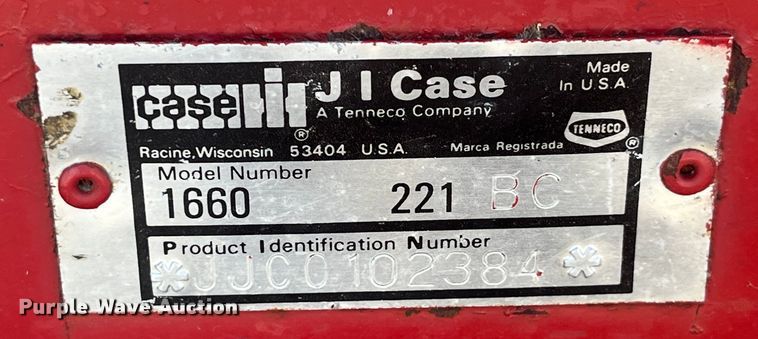 case IH ®
J I Case
A Tenneco Company
Made
In U.S.A.
TENNECO ®
Racine, Wisconsin 53404 U.S.A.
Marca Registrada
Model Number
1660 221 BC
Product Identification Number
*JJC0102384*
Purple Wave Auction